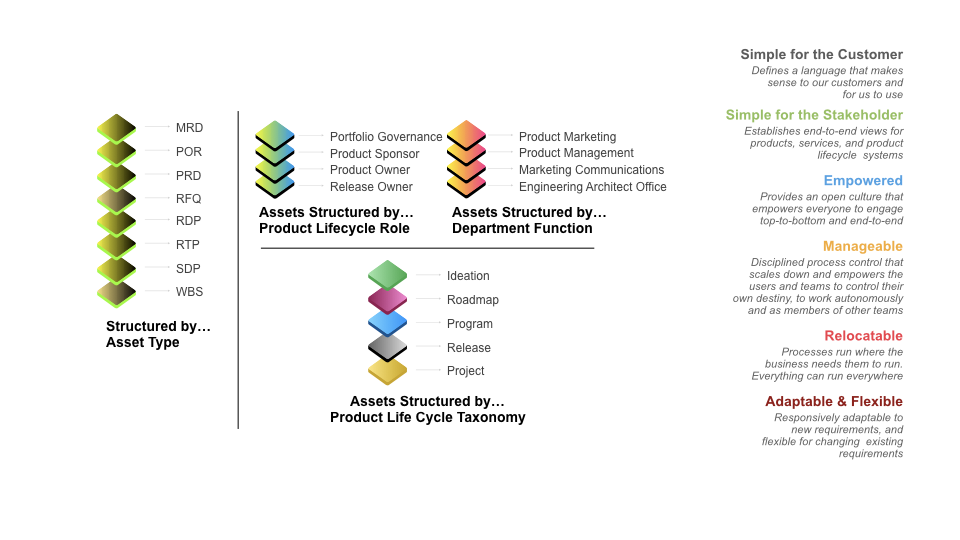 MRD
POR
PRD
RFQ
RDP
RTP
SDP
WBS
Structured by…
Asset Type
Portfolio Governance
Product Sponsor
Product Owner
Release Owner
Assets Structured by…
Product Lifecycle Role
Product Marketing
Product Management
Marketing Communications
Engineering Architect Office
Assets Structured by…
Department Function
Ideation
Roadmap
Program
Release
Project
Assets Structured by…
Product Life Cycle Taxonomy
Simple for the Customer
Defines a language that makes
sense to our customers and
for us to use
Simple for the Stakeholder
Establishes end-to-end views for
products, services, and product
lifecycle  systems
Empowered
Provides an open culture that
empowers everyone to engage
top-to-bottom and end-to-end
Manageable
Disciplined process control that
scales down and empowers the
users and teams to control their
own destiny, to work autonomously
and as members of other teams
Relocatable
Processes run where the
business needs them to run.
Everything can run everywhere
Adaptable & Flexible
Responsively adaptable to
new requirements, and
flexible for changing  existing
requirements